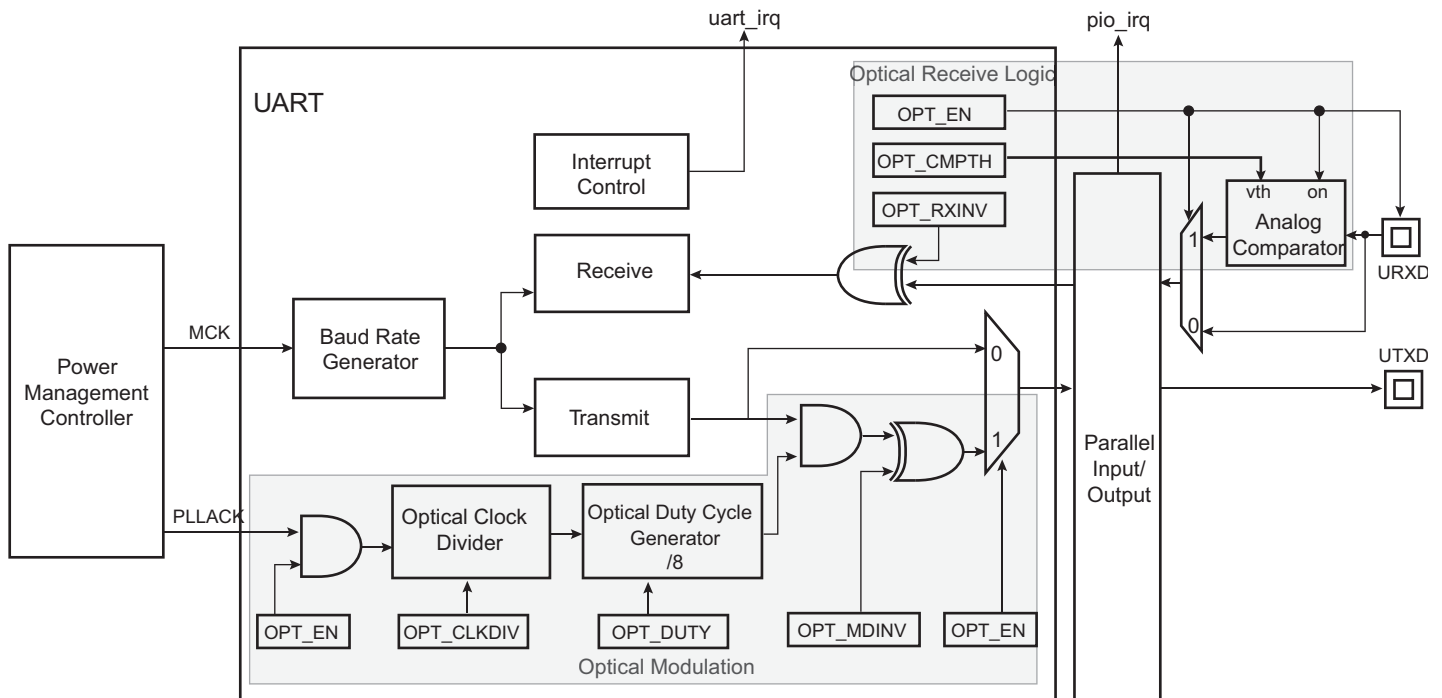 uart_irq
pio_irq
Optical Receive Logic
UART
OPT_EN
Interrupt
Control
OPT_CMPTH
vth
on
OPT_RXINV
Analog
Comparator
1
Receive
URXD
MCK
Baud Rate
Generator
0
0
UTXD
Power
Management
Controller
Transmit
1
Parallel
Input/
Output
PLLACK
Optical Clock
Divider
Optical Duty Cycle
Generator
/8
OPT_EN
OPT_CLKDIV
OPT_DUTY
OPT_MDINV
OPT_EN
Optical Modulation